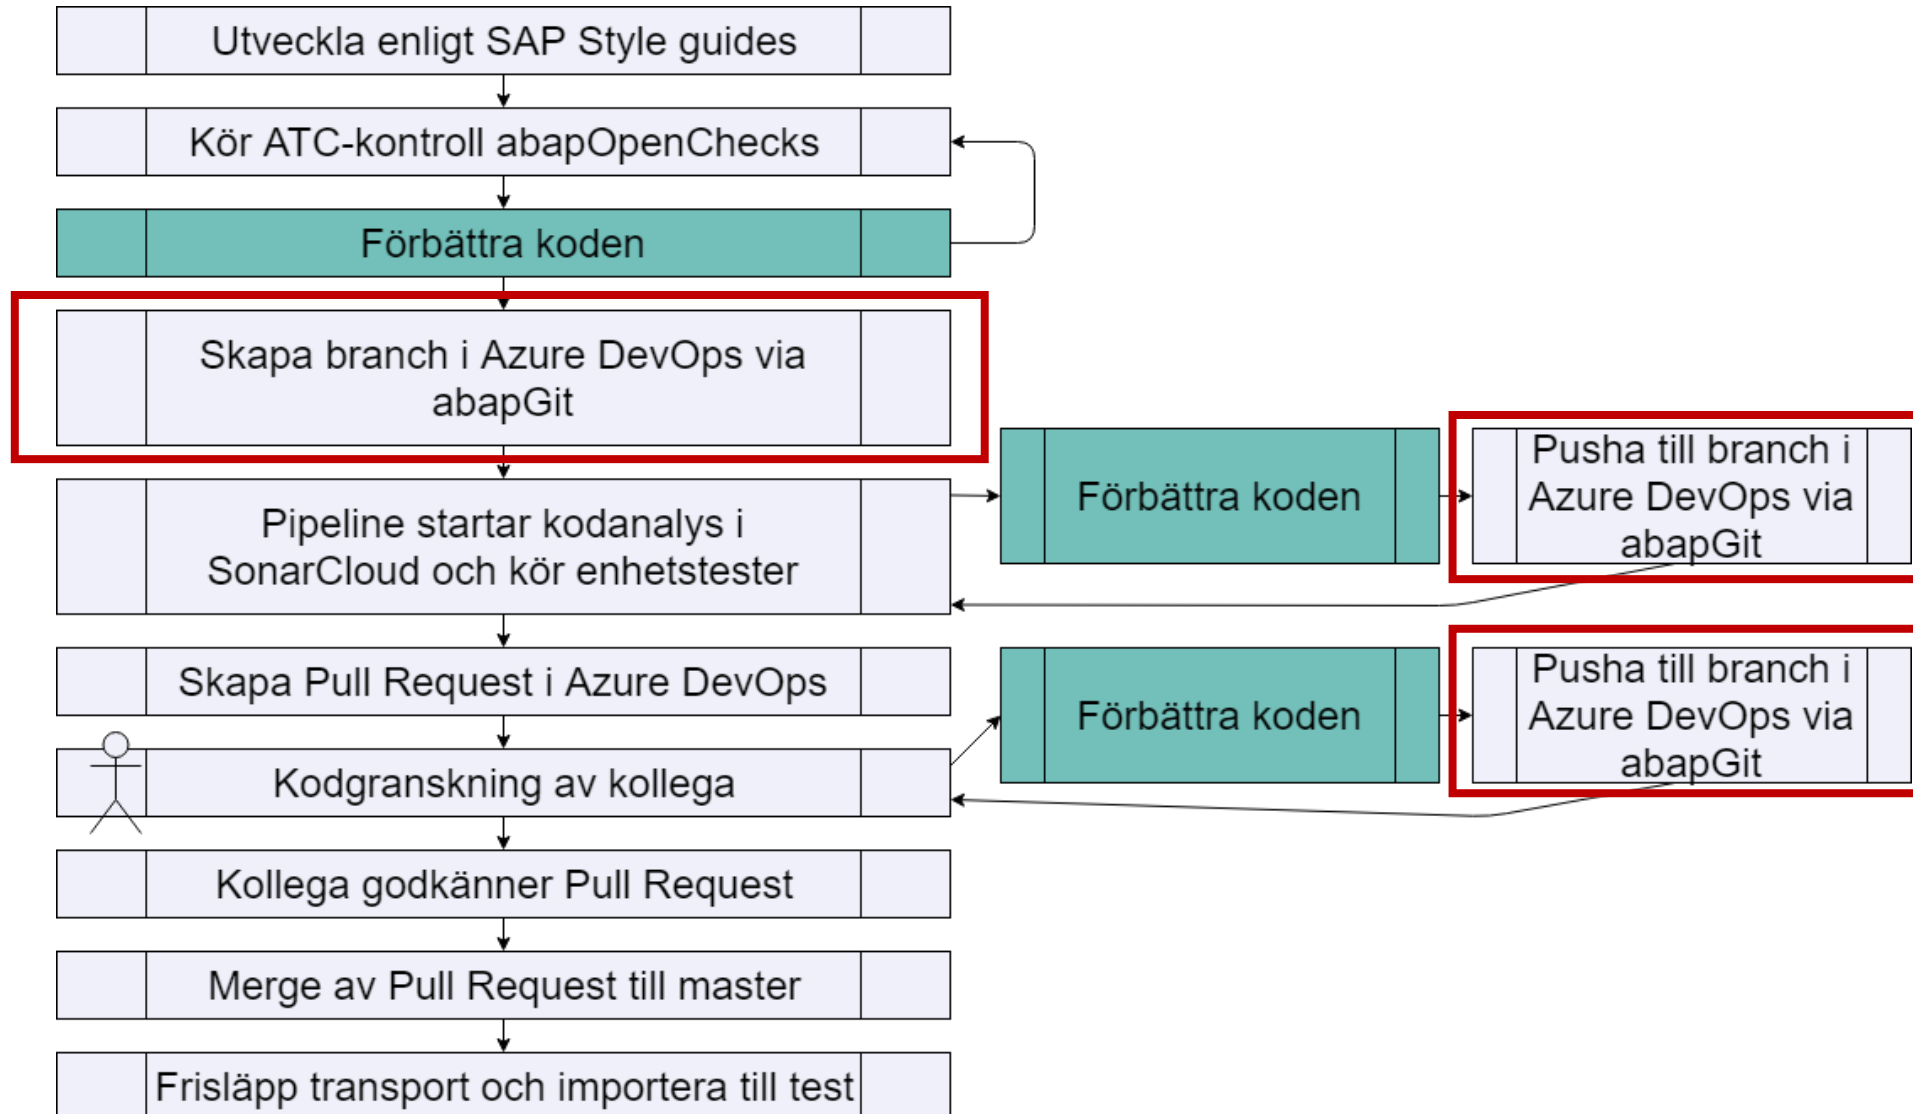 Utveckla enligt SAP Style guides
Kör ATC-kontroll abapOpenChecks
Förbättra koden
Skapa branch i Azure DevOps via
abapGit
Pipeline startar kodanalys i
SonarCloud och kör enhetstester
Förbättra koden
Pusha till branch i
Azure DevOps via
abapGit
Skapa Pull Request i Azure DevOps
Kodgranskning av kollega
Förbättra koden
Pusha till branch i
Azure DevOps via
abapGit
Kollega godkänner Pull Request
Merge av Pull Request till master
Frisläpp transport och importera till test